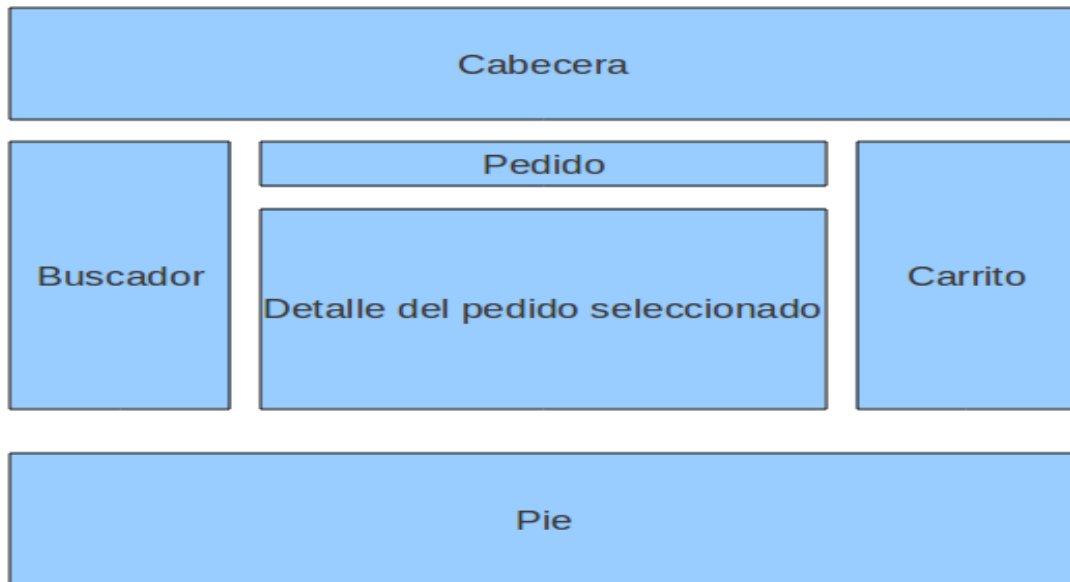 Cabecera
Pedido
Buscador
Detalle del pedido seleccionado
Carrito
Pie